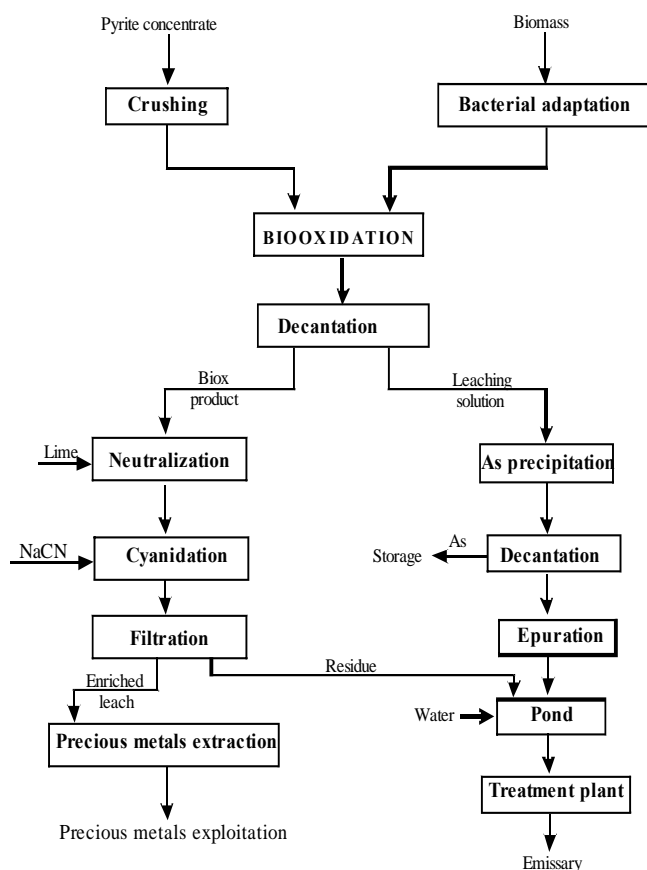 Pyrite concentrate
Biomass
Crushing
Bacterial adaptation
BIOOXIDATION
Decantation
Biox
product
Leaching
solution
Lime
Neutralization
As precipitation
NaCN
Cyanidation
Storage
As
Decantation
Filtration
Epuration
Enriched
leach
Residue
Water
Pond
Precious metals extraction
Treatment plant
Precious metals exploitation
Emissary